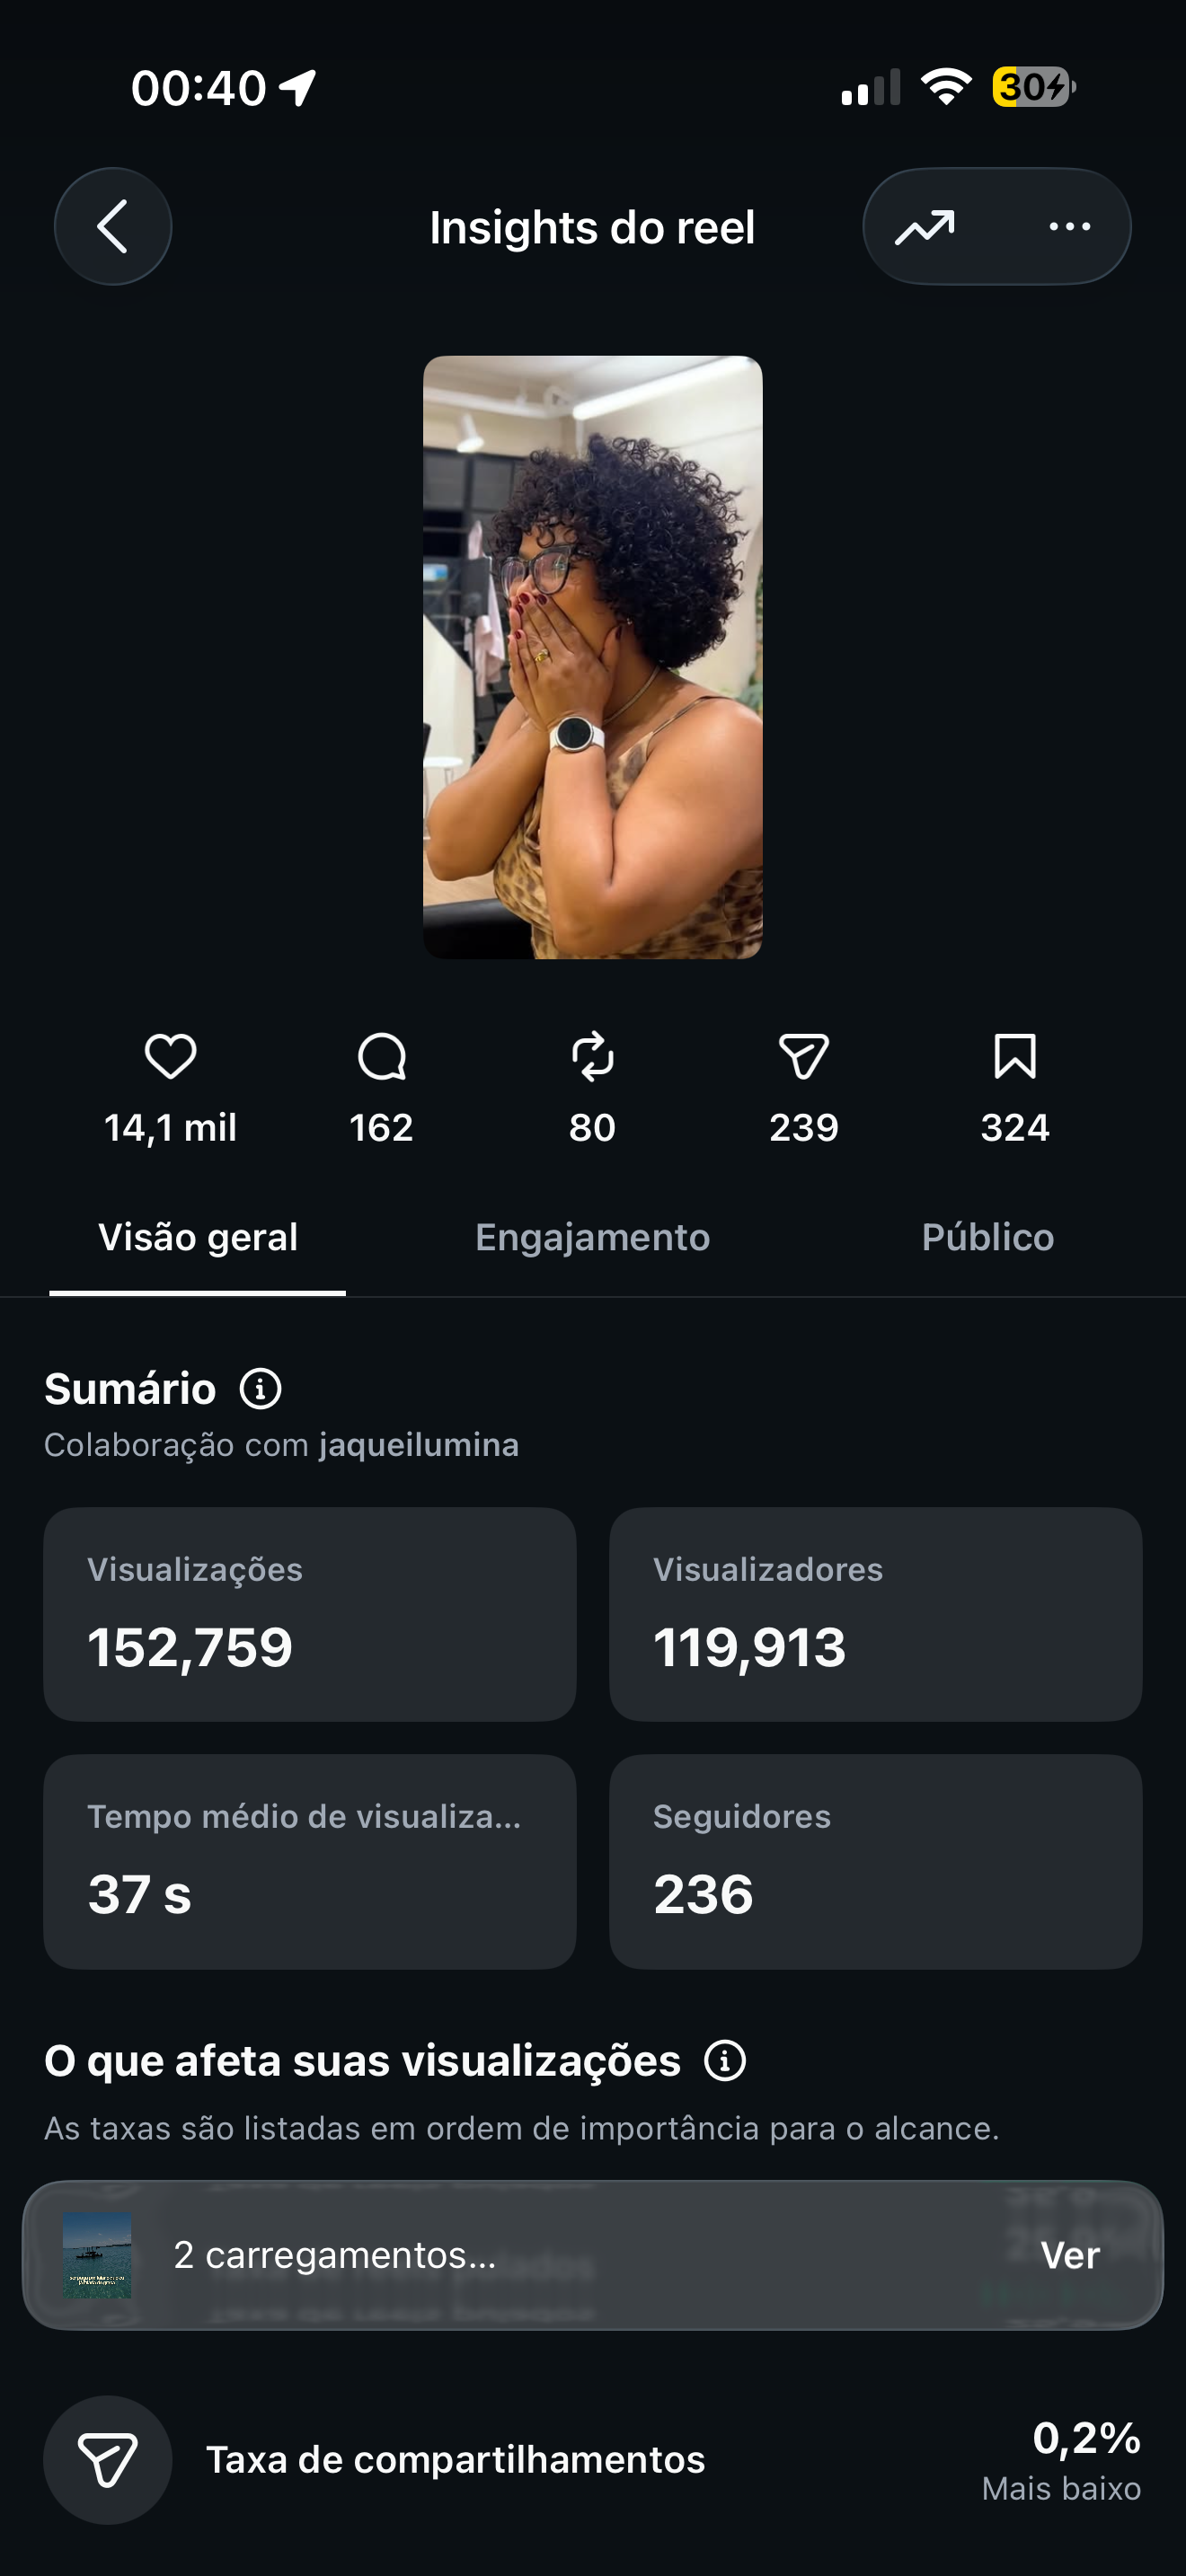 00:40
30
Insights do reel
14,1 mil
162
80
239
324
Visão geral
Engajamento
Público
Sumário
Colaboração com jaqueilumina
Visualizações
152,759
Visualizadores
119,913
Tempo médio de visualiza...
37 s
Seguidores
236
O que afeta suas visualizações
As taxas são listadas em ordem de importância para o alcance.
2 carregamentos...
Ver
Taxa de compartilhamentos
0,2%
Mais baixo